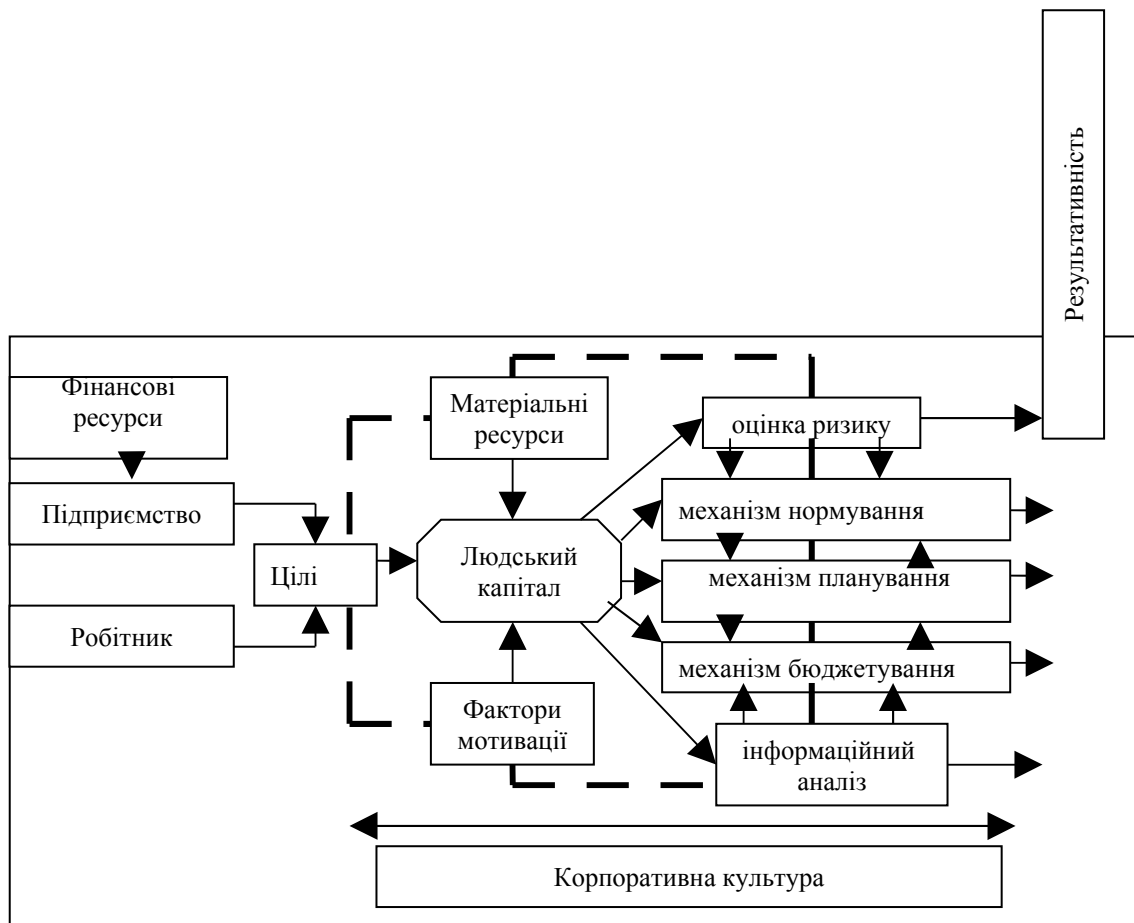 Результативність
Фінансові
ресурси
Матеріальні
ресурси
оцінка ризику
Підприємство
механізм нормування
Цілі
Людський
капітал
механізм планування
Робітник
механізм бюджетування
Фактори
мотивації
інформаційний
аналіз
Корпоративна культура